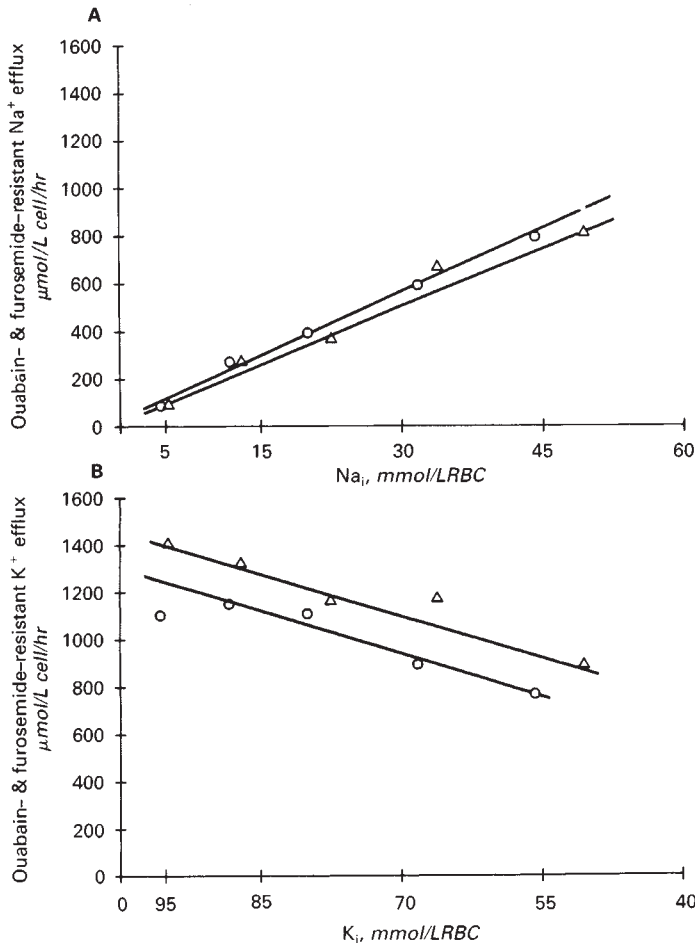 A
Ouabain- & furosemide-resistant Na⁺ efflux
μmol/L cell/hr
1600
1400
1200
1000
800
600
400
200
0
5 15 30 45 60
Naᵢ, mmol/LRBC
B
Ouabain- & furosemide-resistant K⁺ efflux
μmol/L cell/hr
1600
1400
1200
1000
800
600
400
200
0
0 95 85 70 55 40
Kᵢ, mmol/LRBC